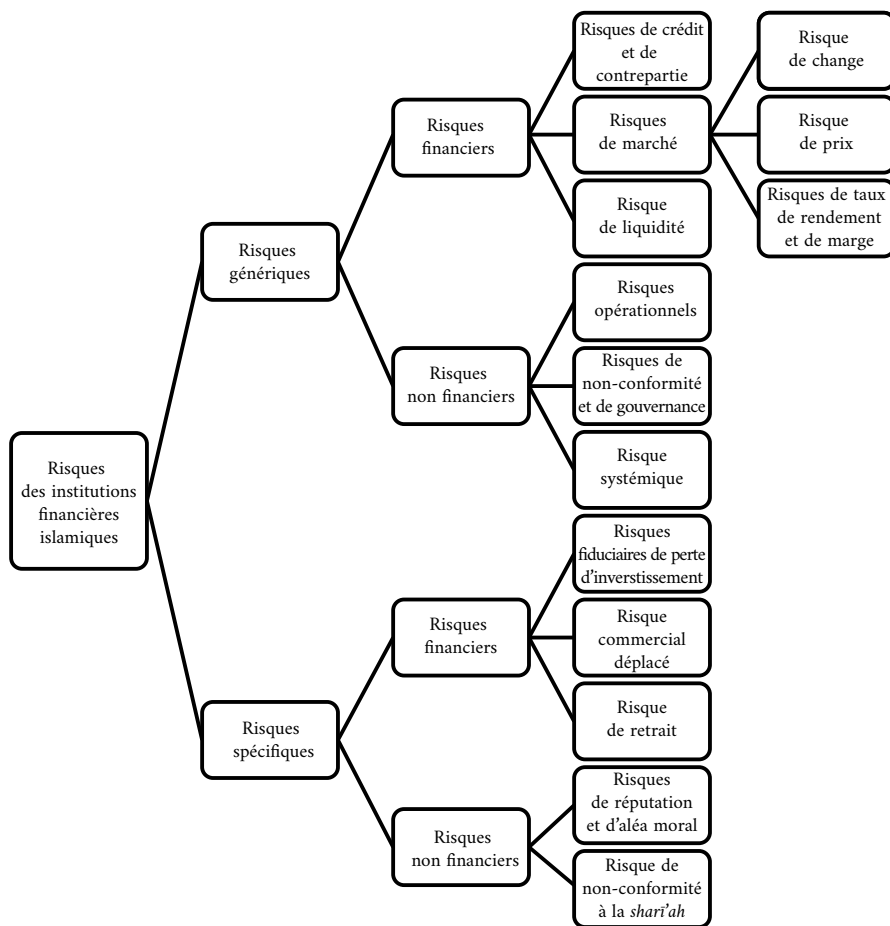 Risques
des institutions
financières
islamiques
Risques
génériques
Risques
financiers
Risques de crédit
et de
contrepartie
Risques
de marché
Risque
de change
Risque
de prix
Risques de taux
de rendement
et de marge
Risque
de liquidité
Risques
non financiers
Risques
opérationnels
Risques de
non-conformité
et de gouvernance
Risque
systémique
Risques
spécifiques
Risques
financiers
Risques
fiduciaires de perte
d’inverstissement
Risque
commercial
déplacé
Risque
de retrait
Risques
non financiers
Risques
de réputation
et d’aléa moral
Risque de
non-conformité
à la sharī’ah